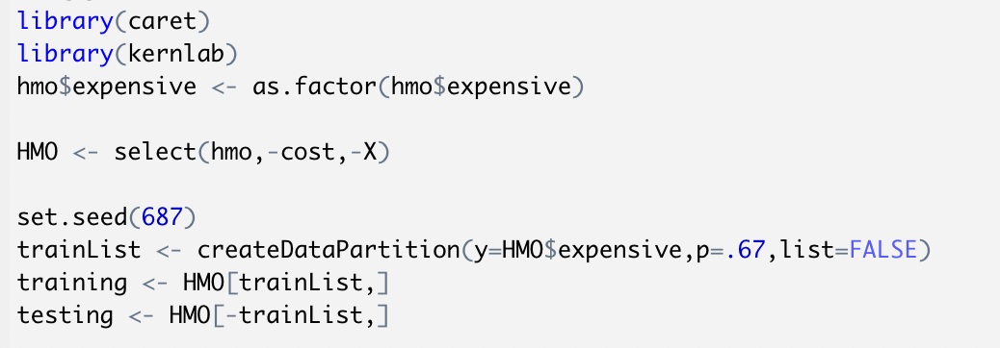 library(caret)
library(kernlab)
hmo$expensive <- as.factor(hmo$expensive)
HMO <- select(hmo,-cost,-X)
set.seed(687)
trainList <- createDataPartition(y=HMO$expensive,p=.67,list=FALSE)
training <- HMO[trainList,]
testing <- HMO[-trainList,]